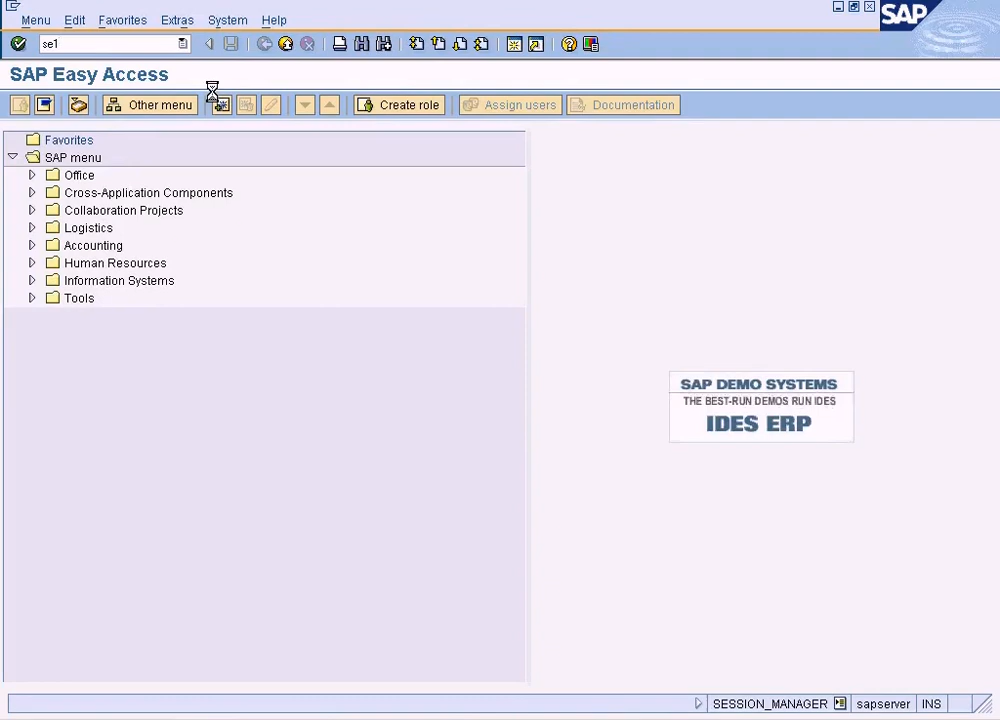 Menu Edit Favorites Extras System Help
SAP
se1
SAP Easy Access
Other menu Create role Assign users Documentation
Favorites
SAP menu
Office
Cross-Application Components
Collaboration Projects
Logistics
Accounting
Human Resources
Information Systems
Tools
SAP DEMO SYSTEMS
THE BEST-RUN DEMOS RUN IDES
IDES ERP
SESSION_MANAGER sapserver INS